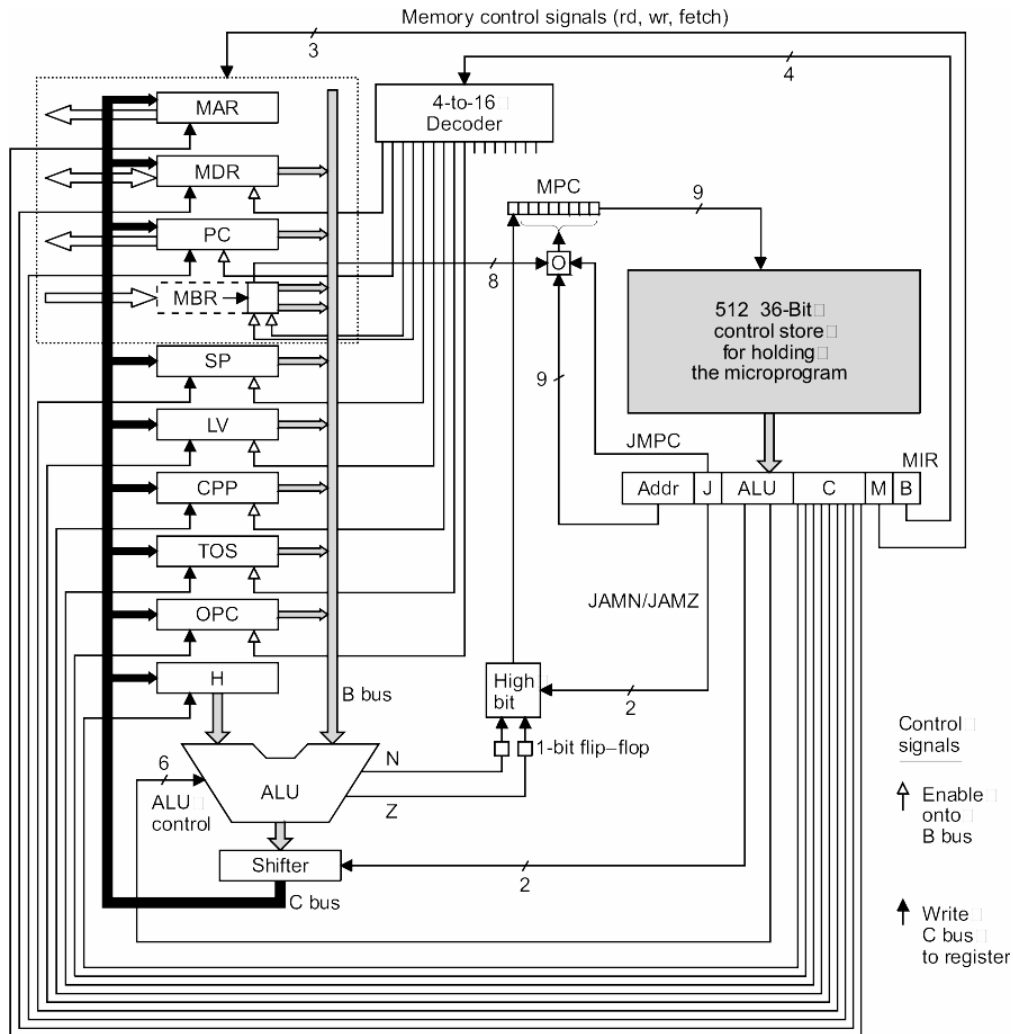 Memory control signals (rd, wr, fetch)
3
4
4-to-16
Decoder
MAR
MDR
PC
MBR
SP
LV
CPP
TOS
OPC
H
B bus
MPC
9
8
O
9
512 36-Bit
control store
for holding
the microprogram
JMPC
MIR
Addr J ALU C M B
JAMN/JAMZ
High
bit
2
1-bit flip–flop
N
Z
6
ALU
control
ALU
Shifter
C bus
2
Control
signals
Enable
onto
B bus
Write
C bus
to register